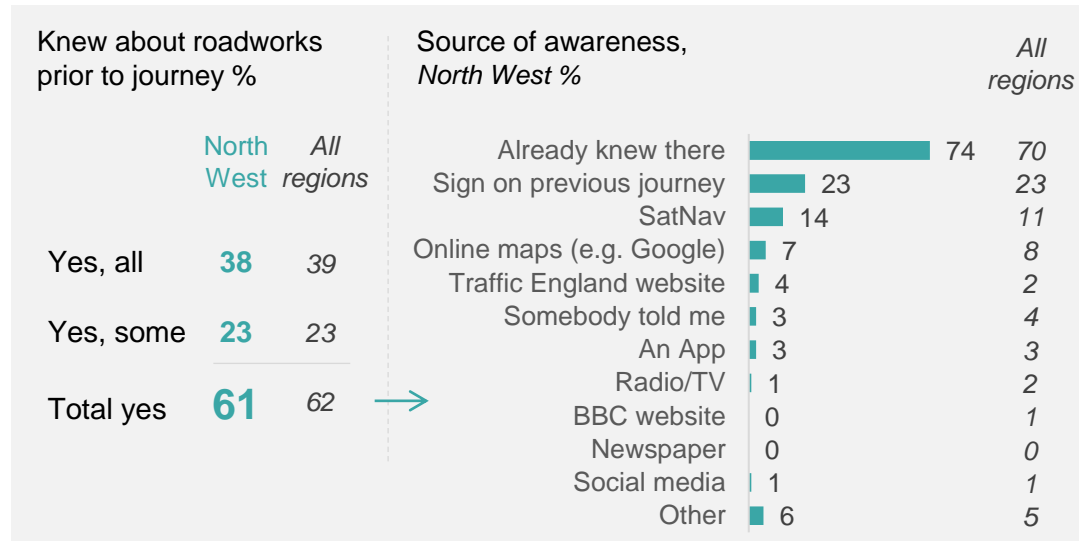 Knew about roadworks
prior to journey %
North All
West regions
Yes, all 38 39
Yes, some 23 23
Total yes 61 62
Source of awareness,
North West %
All
regions
Already knew there 74 70
Sign on previous journey 23 23
SatNav 14 11
Online maps (e.g. Google) 7 8
Traffic England website 4 2
Somebody told me 3 4
An App 3 3
Radio/TV 1 2
BBC website 0 1
Newspaper 0 0
Social media 1 1
Other 6 5